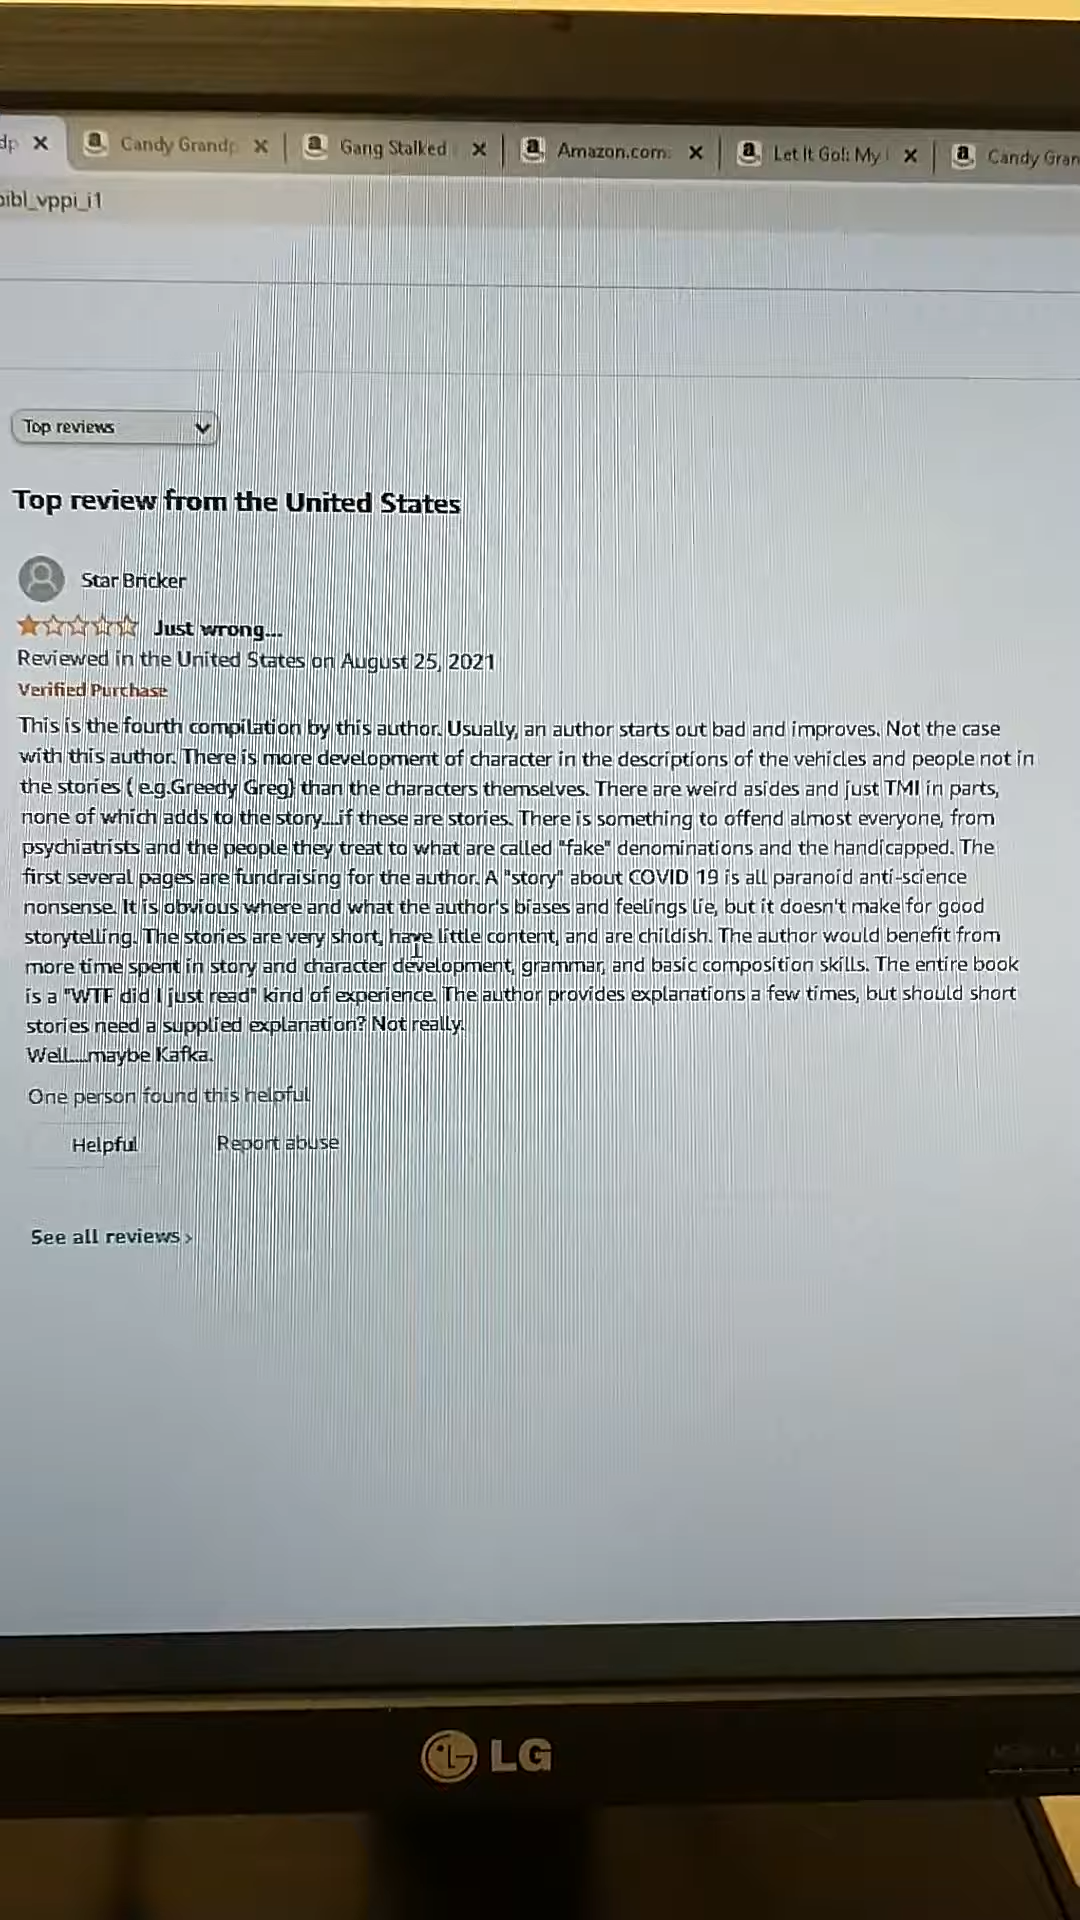 dp
Candy Grandp
Gang Stalked
Amazon.com:
Let It Go!: My
Candy Gran
bibl_vppi_i1
Top reviews
Top review from the United States
Star Bricker
Just wrong...
Reviewed in the United States on August 25, 2021
Verified Purchase
This is the fourth compilation by this author. Usually, an author starts out bad and improves. Not the case
with this author. There is more development of character in the descriptions of the vehicles and people not in
the stories ( e.g.Greedy Greg) than the characters themselves. There are weird asides and just TMI in parts,
none of which adds to the story....if these are stories. There is something to offend almost everyone, from
psychiatrists and the people they treat to what are called "fake" denominations and the handicapped. The
first several pages are fundraising for the author. A "story" about COVID 19 is all paranoid anti-science
nonsense. It is obvious where and what the author's biases and feelings lie, but it doesn't make for good
storytelling. The stories are very short, have little content, and are childish. The author would benefit from
more time spent in story and character development, grammar, and basic composition skills. The entire book
is a "WTF did I just read" kind of experience. The author provides explanations a few times, but should short
stories need a supplied explanation? Not really.
Well....maybe Kafka.
One person found this helpful
Helpful
Report abuse
See all reviews ›
LG